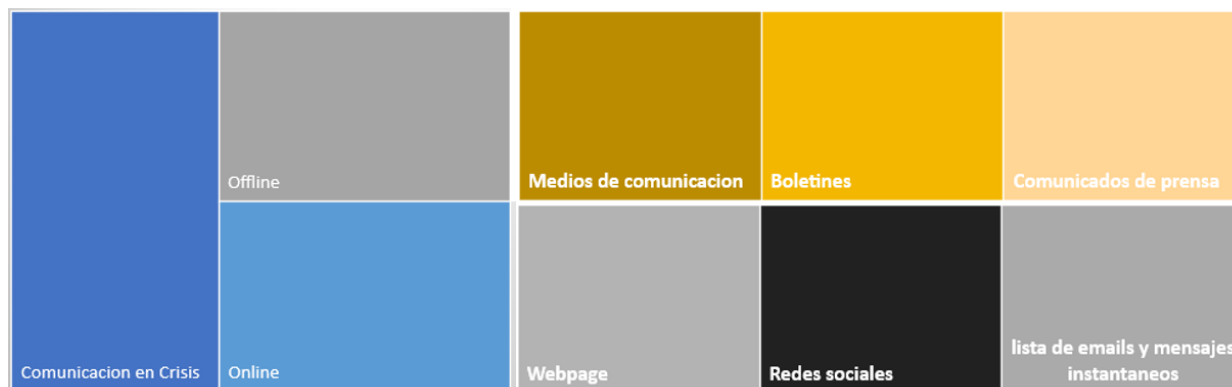 Offline
Medios de comunicacion
Boletines
Comunicados de prensa
Comunicacion en Crisis
Online
Webpage
Redes sociales
lista de emails y mensajes
instantaneos